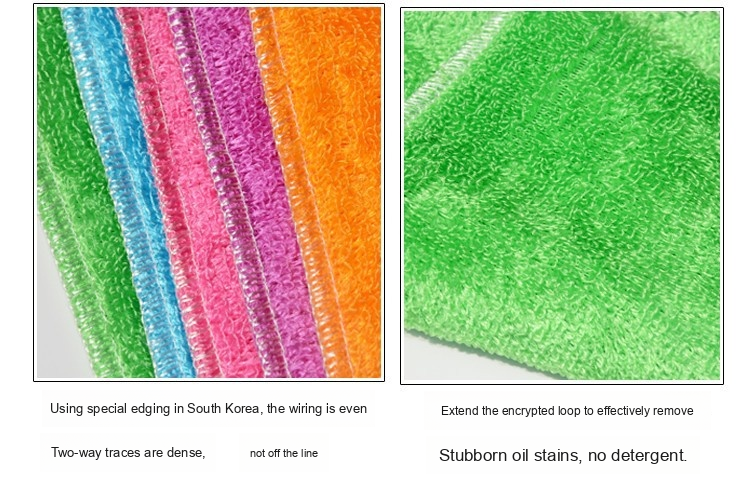 Using special edging in South Korea, the wiring is even
Two-way traces are dense, not off the line
Extend the encrypted loop to effectively remove
Stubborn oil stains, no detergent.